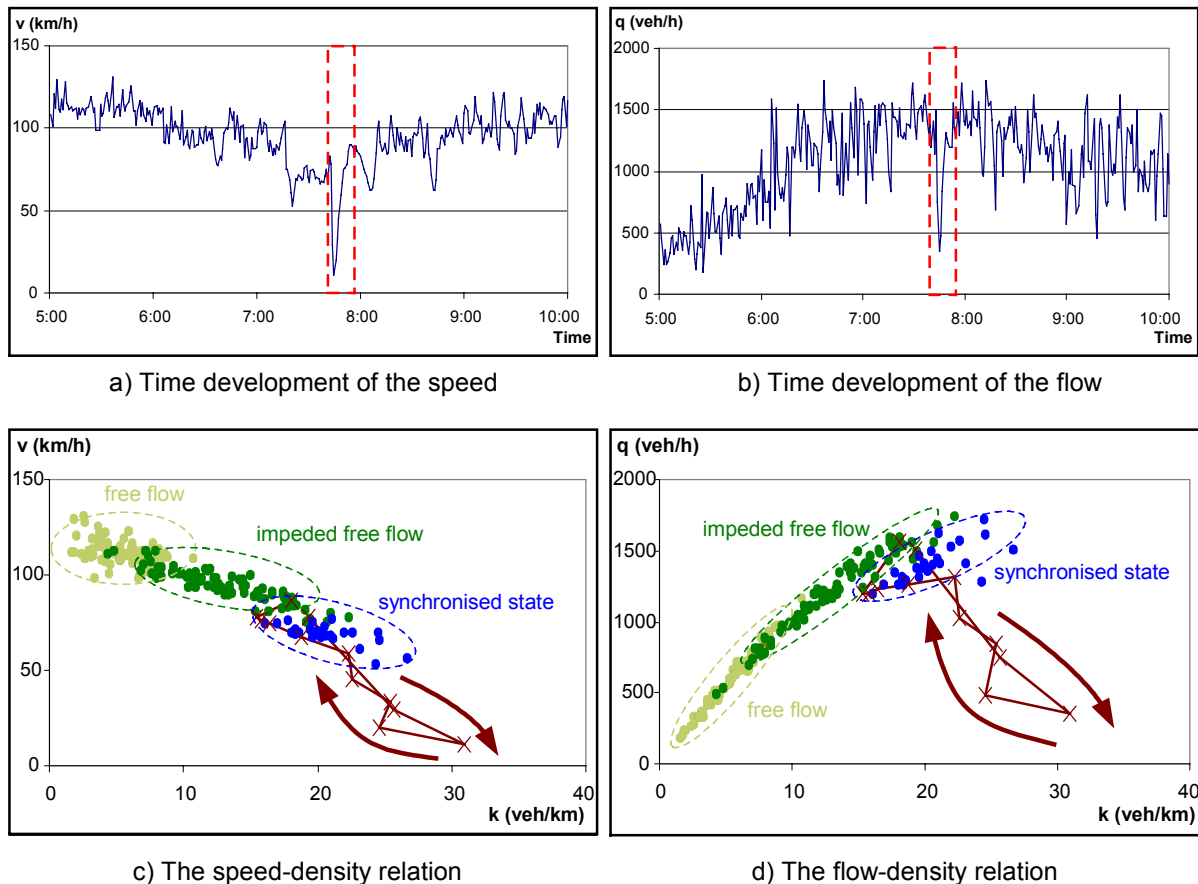 v (km/h)
150
100
50
0
5:00 6:00 7:00 8:00 9:00 10:00
Time
a) Time development of the speed
q (veh/h)
2000
1500
1000
500
0
5:00 6:00 7:00 8:00 9:00 10:00
Time
b) Time development of the flow
v (km/h)
150
free flow
impeded free flow
100
synchronised state
50
0
0 10 20 30 40
k (veh/km)
c) The speed-density relation
q (veh/h)
2000
impeded free flow
1500
synchronised state
1000
500
free flow
0
0 10 20 30 40
k (veh/km)
d) The flow-density relation